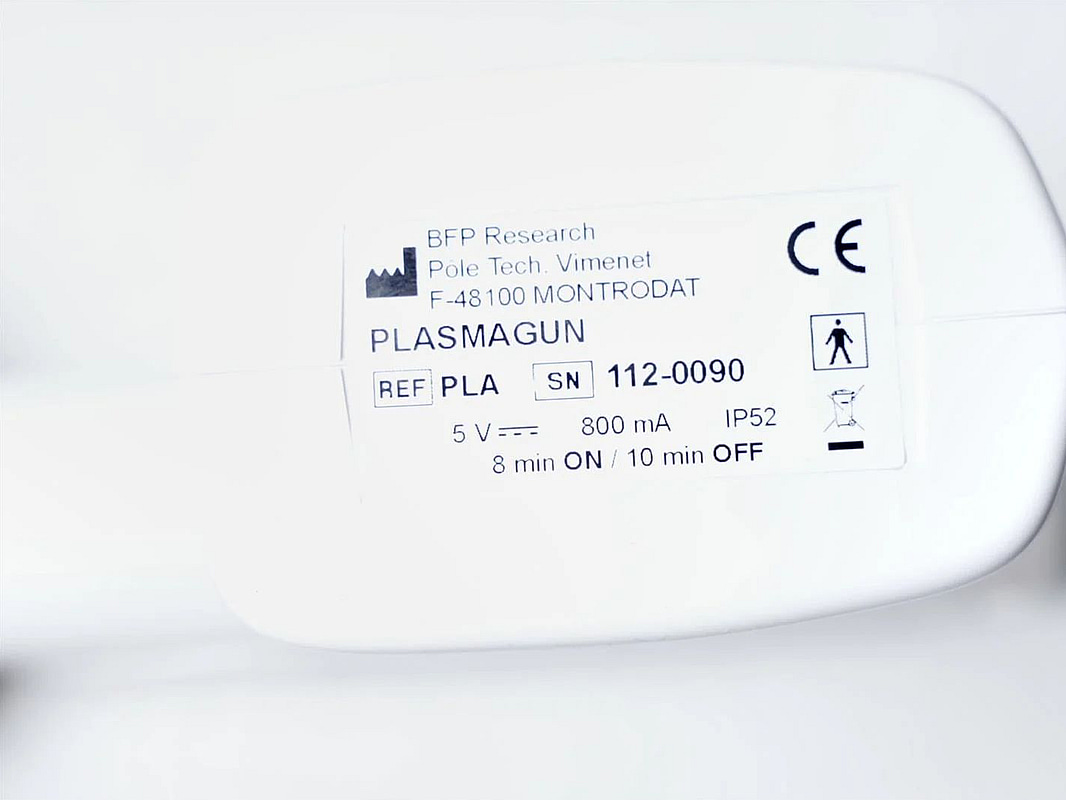 BFP Research
Pôle Tech. Vimenet
F-48100 MONTRODAT
CE
PLASMAGUN
REF PLA SN 112-0090
5 V 800 mA IP52
8 min ON / 10 min OFF